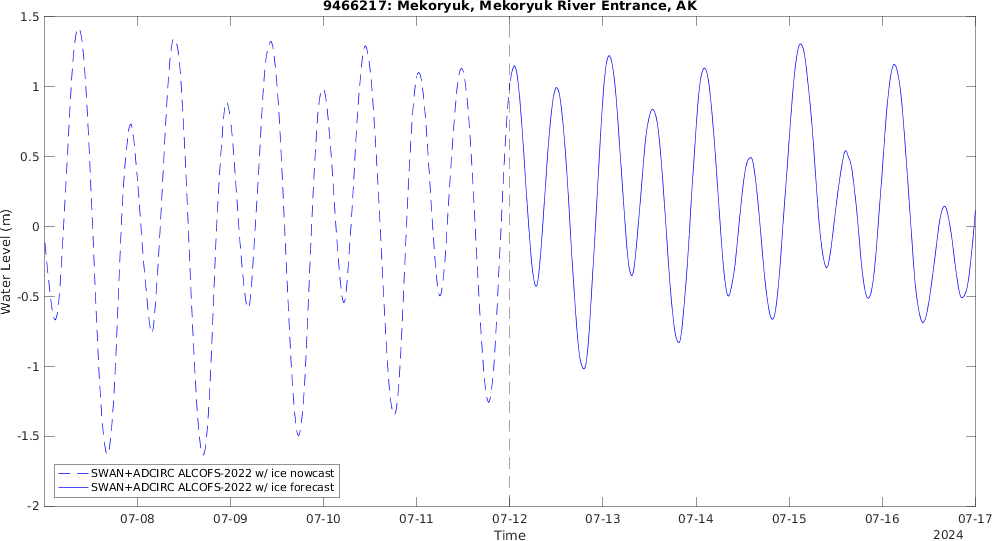 9466217: Mekoryuk, Mekoryuk River Entrance, AK
1.5
1
0.5
0
-0.5
-1
-1.5
-2
Water Level (m)
SWAN+ADCIRC ALCOFS-2022 w/ ice nowcast
SWAN+ADCIRC ALCOFS-2022 w/ ice forecast
07-08 07-09 07-10 07-11 07-12 07-13 07-14 07-15 07-16 07-17
Time
2024